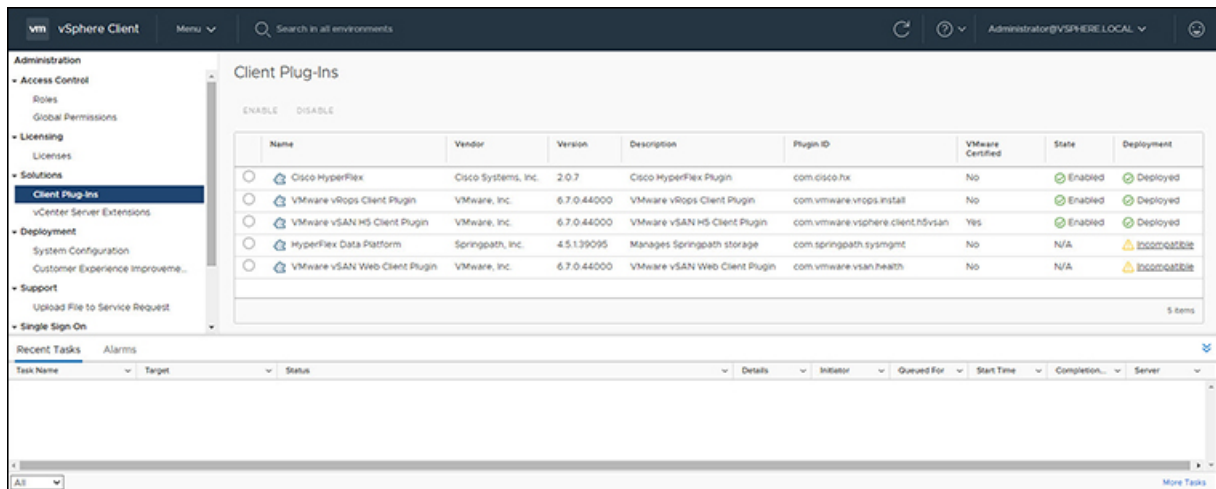 vm vSphere Client Menu Search in all environments Administrator@VSPHERE.LOCAL
Administration
Access Control
Roles
Global Permissions
Licensing
Licenses
Solutions
Client Plug-Ins
vCenter Server Extensions
Deployment
System Configuration
Customer Experience Improveme...
Support
Upload File to Service Request
Single Sign On
Client Plug-Ins
ENABLE DISABLE
Name Vendor Version Description Plugin ID VMware Certified State Deployment
Cisco HyperFlex Cisco Systems, Inc. 2.0.7 Cisco HyperFlex Plugin com.cisco.hx No Enabled Deployed
VMware vRops Client Plugin VMware, Inc. 6.7.0.44000 VMware vRops Client Plugin com.vmware.vrops.install No Enabled Deployed
VMware vSAN H5 Client Plugin VMware, Inc. 6.7.0.44000 VMware vSAN H5 Client Plugin com.vmware.vsphere.client.h5vsan Yes Enabled Deployed
HyperFlex Data Platform Springpath, Inc. 4.5.1.39095 Manages Springpath storage com.springpath.sysmgmt No N/A Incompatible
VMware vSAN Web Client Plugin VMware, Inc. 6.7.0.44000 VMware vSAN Web Client Plugin com.vmware.vsan.health No N/A Incompatible
5 items
Recent Tasks Alarms
Task Name Target Status Details Initiator Queued For Start Time Completion... Server
All More Tasks